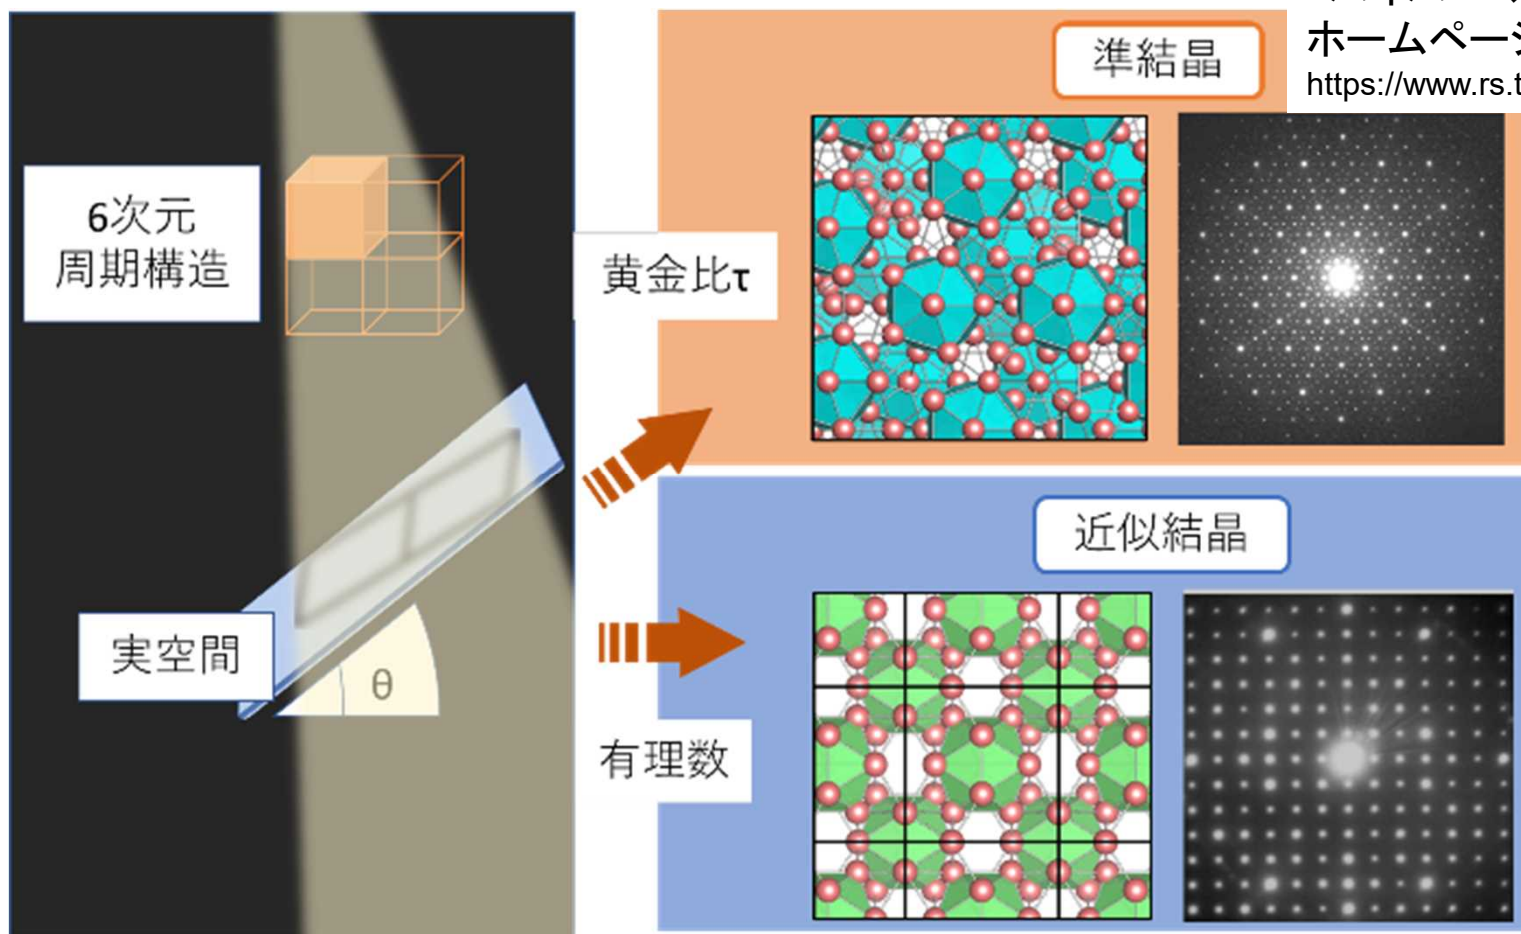 ホームページ
https://www.rs.t
準結晶
6次元
周期構造
黄金比τ
近似結晶
実空間
θ
有理数